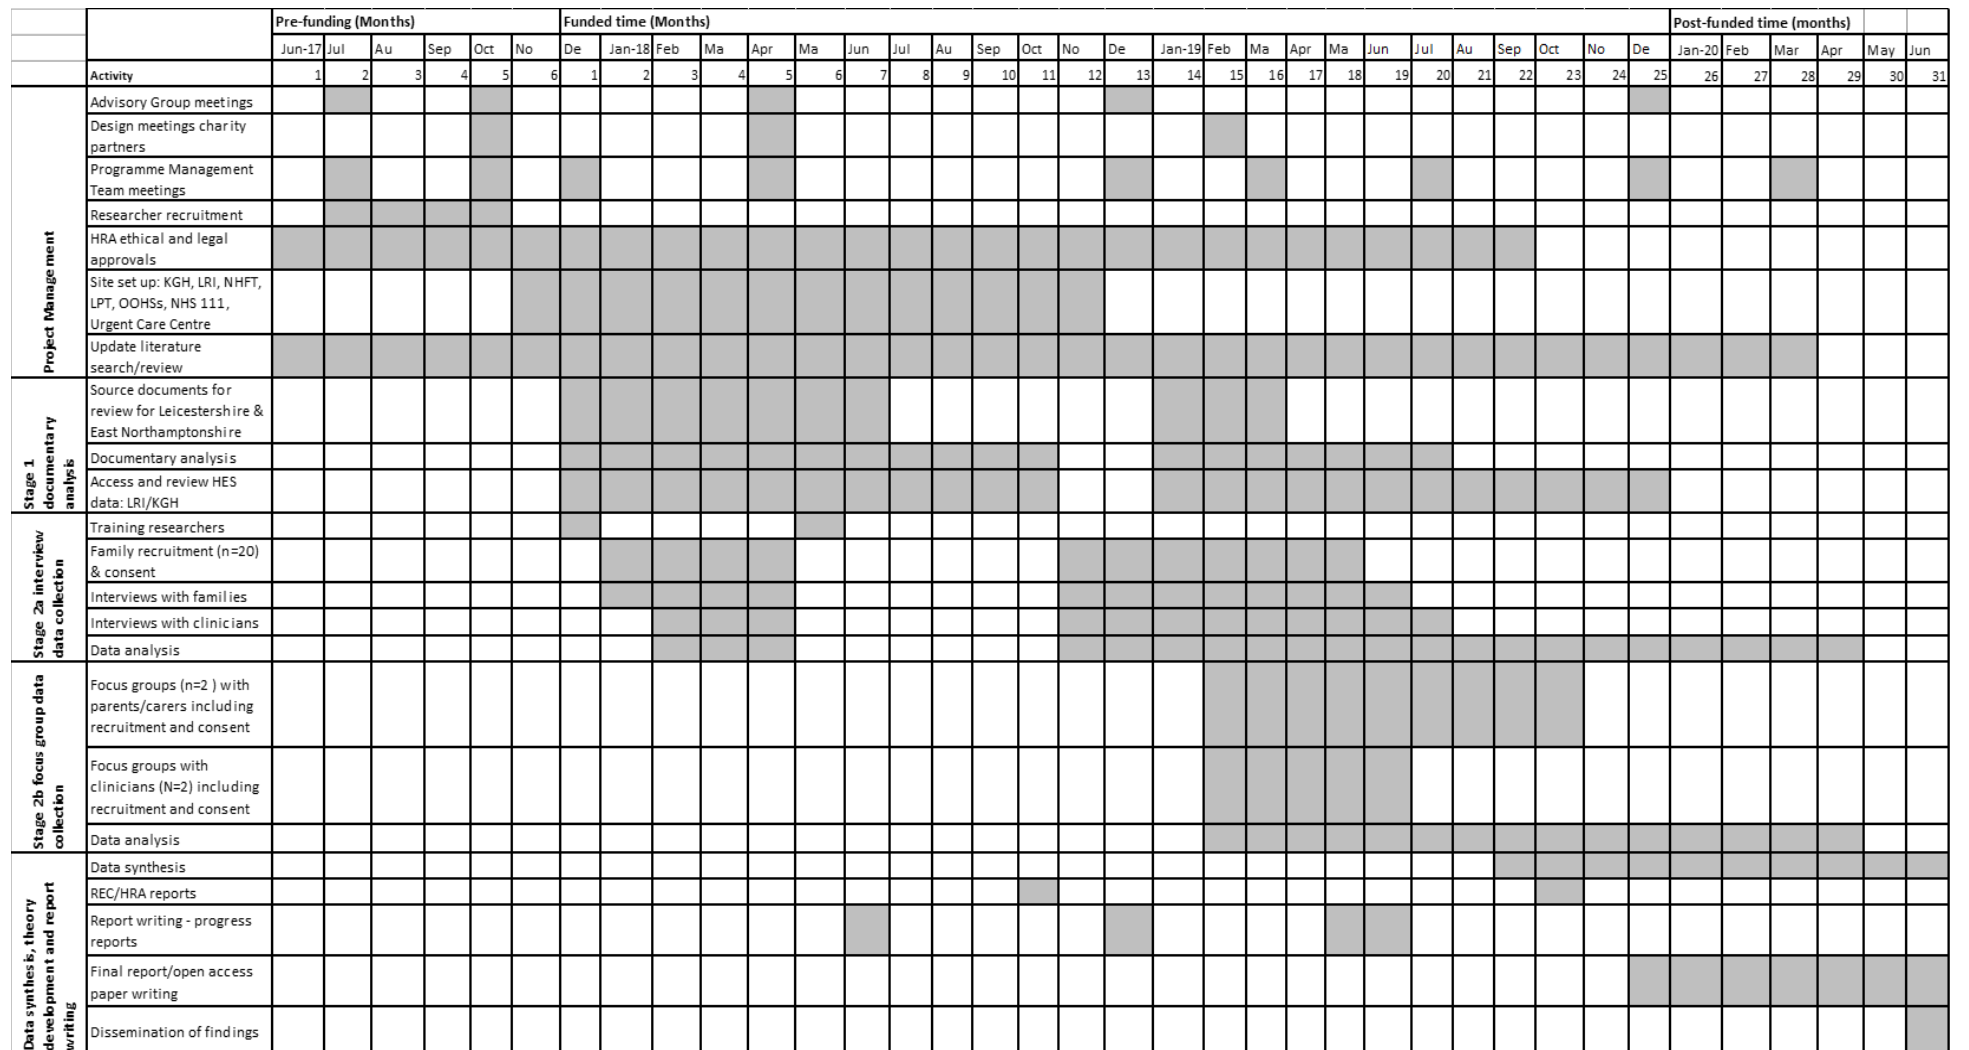 Pre-funding (Months) Funded time (Months) Post-funded time (months)
Jun-17 Jul Au Sep Oct No De Jan-18 Feb Ma Apr Ma Jun Jul Au Sep Oct No De Jan-19 Feb Ma Apr Ma Jun Jul Au Sep Oct No De Jan-20 Feb Mar Apr May Jun
Activity 1 2 3 4 5 6 1 2 3 4 5 6 7 8 9 10 11 12 13 14 15 16 17 18 19 20 21 22 23 24 25 26 27 28 29 30 31
Project Management
Advisory Group meetings
Design meetings charity
partners
Programme Management
Team meetings
Researcher recruitment
HRA ethical and legal
approvals
Site set up: KGH, LRI, NHFT,
LPT, OOHSs, NHS 111,
Urgent Care Centre
Update literature
search/review
Stage 1
documentary
analysis
Source documents for
review for Leicestershire &
East Northamptonshire
Documentary analysis
Access and review HES
data: LRI/KGH
Stage 2a interview
data collection
Training researchers
Family recruitment (n=20)
& consent
Interviews with families
Interviews with clinicians
Data analysis
Stage 2b focus group data
collection
Focus groups (n=2 ) with
parents/carers including
recruitment and consent
Focus groups with
clinicians (N=2) including
recruitment and consent
Data analysis
Data synthesis, theory
development and report
writing
Data synthesis
REC/HRA reports
Report writing - progress
reports
Final report/open access
paper writing
Dissemination of findings